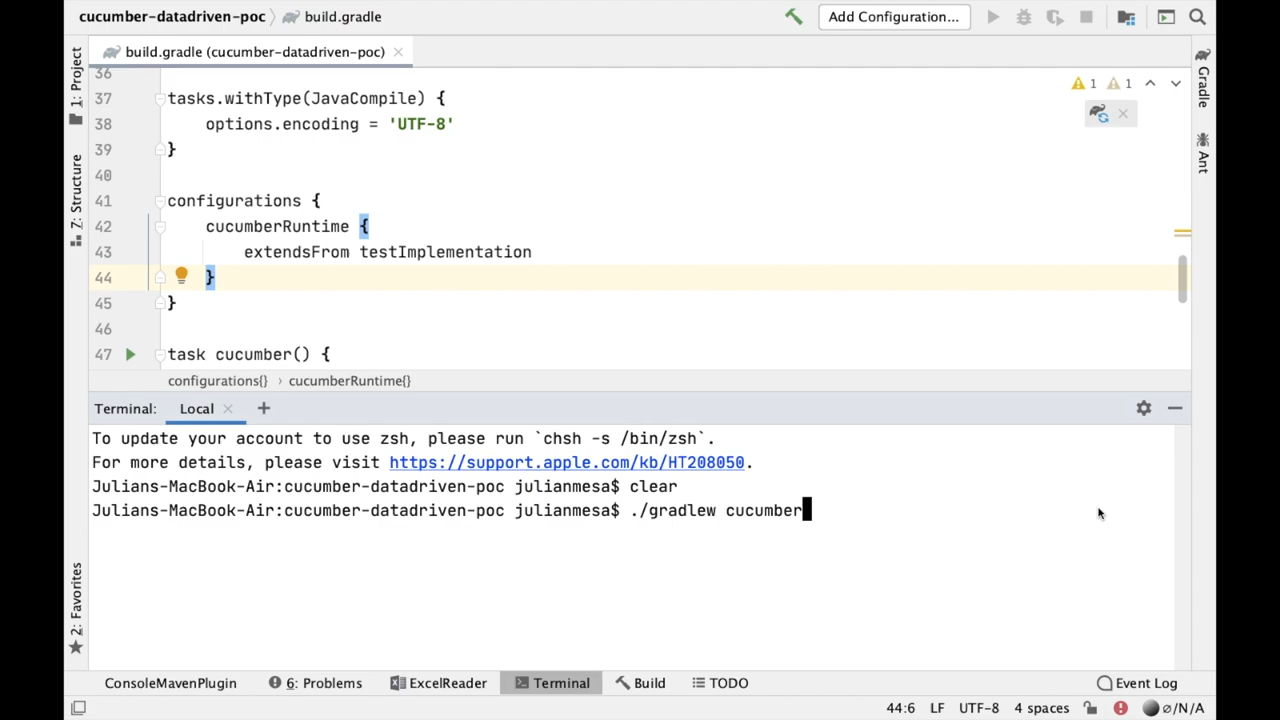 cucumber-datadriven-poc build.gradle Add Configuration...
build.gradle (cucumber-datadriven-poc)
1: Project
7: Structure
2: Favorites
Gradle
Ant
1 1
36
37 tasks.withType(JavaCompile) {
38 options.encoding = 'UTF-8'
39 }
40
41 configurations {
42 cucumberRuntime {
43 extendsFrom testImplementation
44 }
45 }
46
47 task cucumber() {
configurations{} › cucumberRuntime{}
Terminal: Local +
To update your account to use zsh, please run `chsh -s /bin/zsh`.
For more details, please visit https://support.apple.com/kb/HT208050.
Julians-MacBook-Air:cucumber-datadriven-poc julianmesa$ clear
Julians-MacBook-Air:cucumber-datadriven-poc julianmesa$ ./gradlew cucumber
ConsoleMavenPlugin 6: Problems ExcelReader Terminal Build TODO Event Log
44:6 LF UTF-8 4 spaces ⌀/N/A